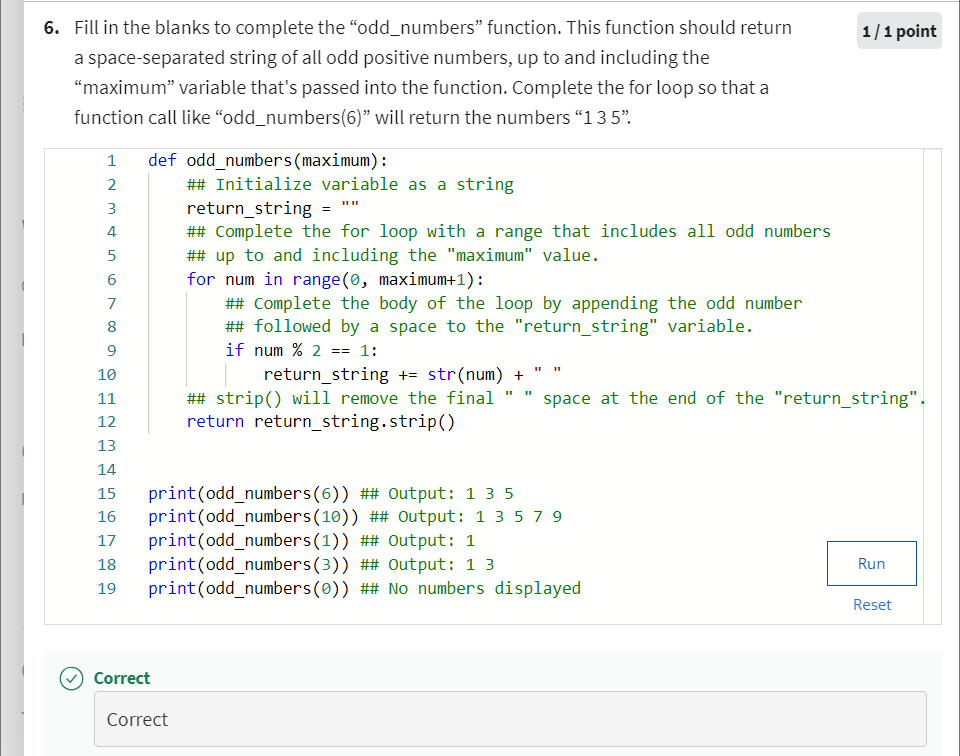 6. Fill in the blanks to complete the “odd_numbers” function. This function should return
1 / 1 point
a space-separated string of all odd positive numbers, up to and including the
“maximum” variable that's passed into the function. Complete the for loop so that a
function call like “odd_numbers(6)” will return the numbers “1 3 5”.
1 def odd_numbers(maximum):
2     ## Initialize variable as a string
3     return_string = ""
4     ## Complete the for loop with a range that includes all odd numbers
5     ## up to and including the "maximum" value.
6     for num in range(0, maximum+1):
7         ## Complete the body of the loop by appending the odd number
8         ## followed by a space to the "return_string" variable.
9         if num % 2 == 1:
10             return_string += str(num) + " "
11     ## strip() will remove the final " " space at the end of the "return_string".
12     return return_string.strip()
13
14
15 print(odd_numbers(6)) ## Output: 1 3 5
16 print(odd_numbers(10)) ## Output: 1 3 5 7 9
17 print(odd_numbers(1)) ## Output: 1
18 print(odd_numbers(3)) ## Output: 1 3
19 print(odd_numbers(0)) ## No numbers displayed
Run
Reset
Correct
Correct